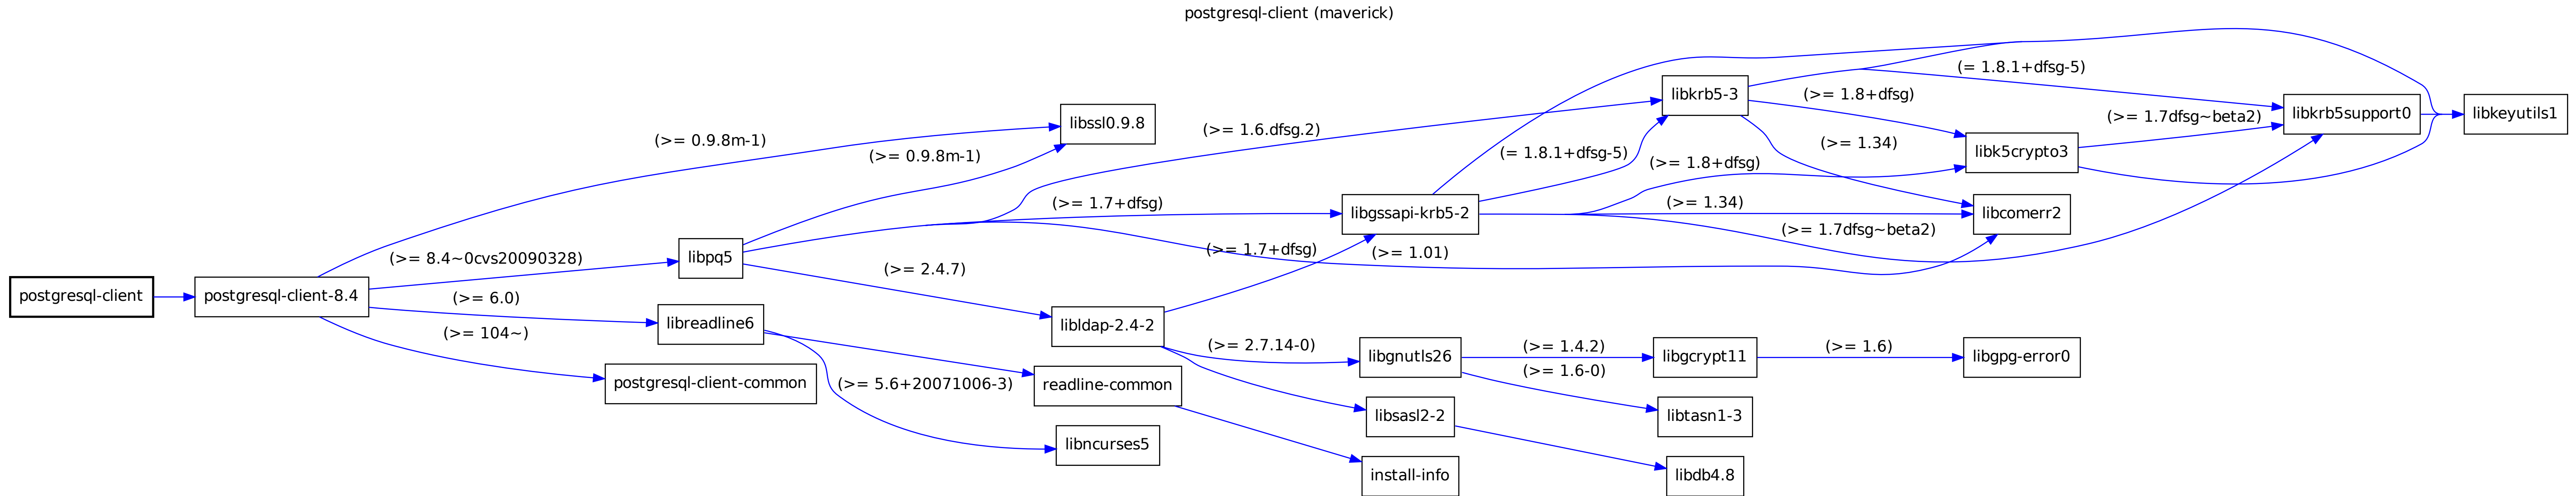 postgresql-client (maverick)
postgresql-client
postgresql-client-8.4
(>= 0.9.8m-1)
(>= 8.4~0cvs20090328)
(>= 6.0)
(>= 104~)
libpq5
libreadline6
postgresql-client-common
(>= 0.9.8m-1)
(>= 2.4.7)
(>= 5.6+20071006-3)
libssl0.9.8
(>= 1.7+dfsg)
libldap-2.4-2
readline-common
libncurses5
(>= 1.6.dfsg.2)
(>= 1.7+dfsg)
(>= 2.7.14-0)
(>= 1.01)
libgssapi-krb5-2
libgnutls26
libsasl2-2
install-info
(= 1.8.1+dfsg-5)
(>= 1.4.2)
(>= 1.6-0)
libkrb5-3
(>= 1.8+dfsg)
(>= 1.34)
(>= 1.7dfsg~beta2)
libgcrypt11
libtasn1-3
libdb4.8
(= 1.8.1+dfsg-5)
(>= 1.8+dfsg)
(>= 1.34)
(>= 1.6)
libk5crypto3
libcomerr2
libgpg-error0
(>= 1.7dfsg~beta2)
libkrb5support0
libkeyutils1